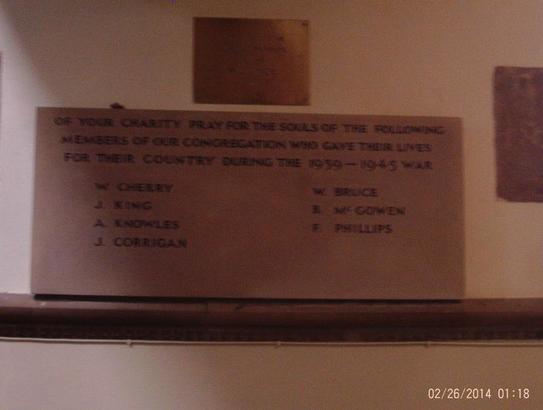 OF YOUR CHARITY PRAY FOR THE SOULS OF THE FOLLOWING
MEMBERS OF OUR CONGREGATION WHO GAVE THEIR LIVES
FOR THEIR COUNTRY DURING THE 1939–1945 WAR
W. CHERRY
J. KING
A. KNOWLES
J. CORRIGAN
W. BRUCE
B. McGOWEN
F. PHILLIPS
02/26/2014 01:18